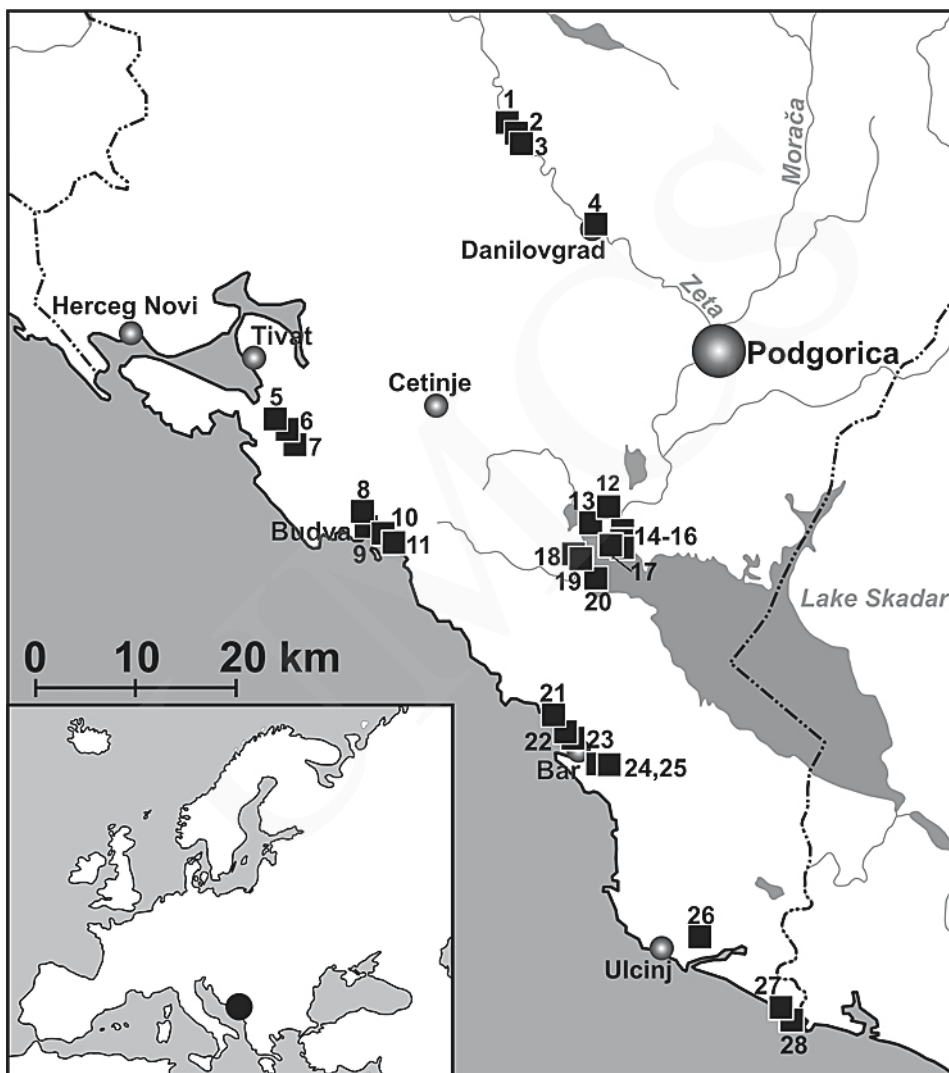 1
2
3
Morača
4
Danilovgrad
Zeta
Herceg Novi
Tivat
Podgorica
Cetinje
5
6
7
8
Budva
9
10
11
12
13
14-16
17
18
19
20
Lake Skadar
0 10 20 km
21
22
23
Bar
24,25
26
Ulcinj
27
28
UMCS